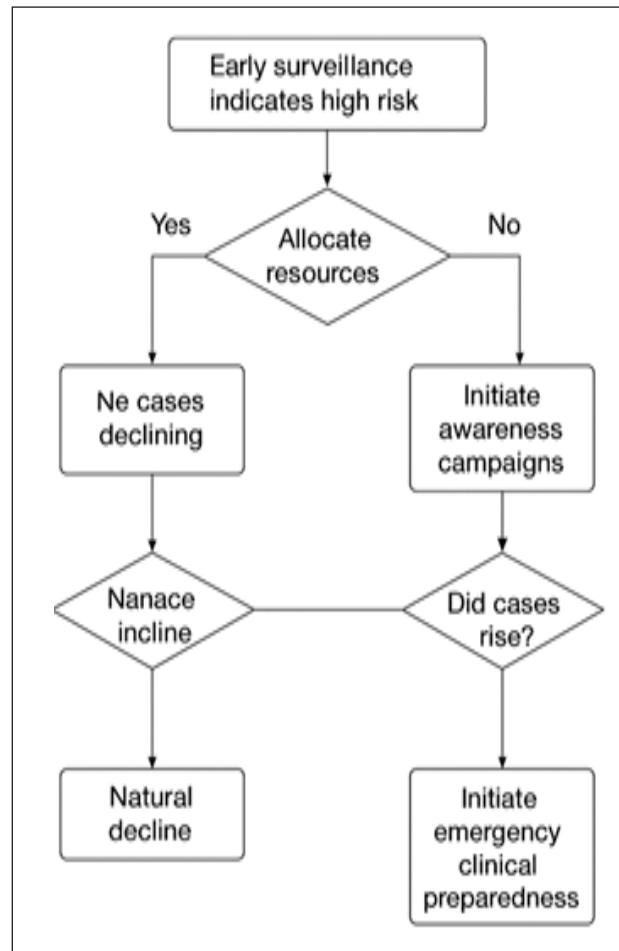 Early surveillance
indicates high risk
Yes
No
Allocate
resources
Ne cases
declining
Initiate
awareness
campaigns
Nanace
incline
Did cases
rise?
Natural
decline
Initiate
emergency
clinical
preparedness